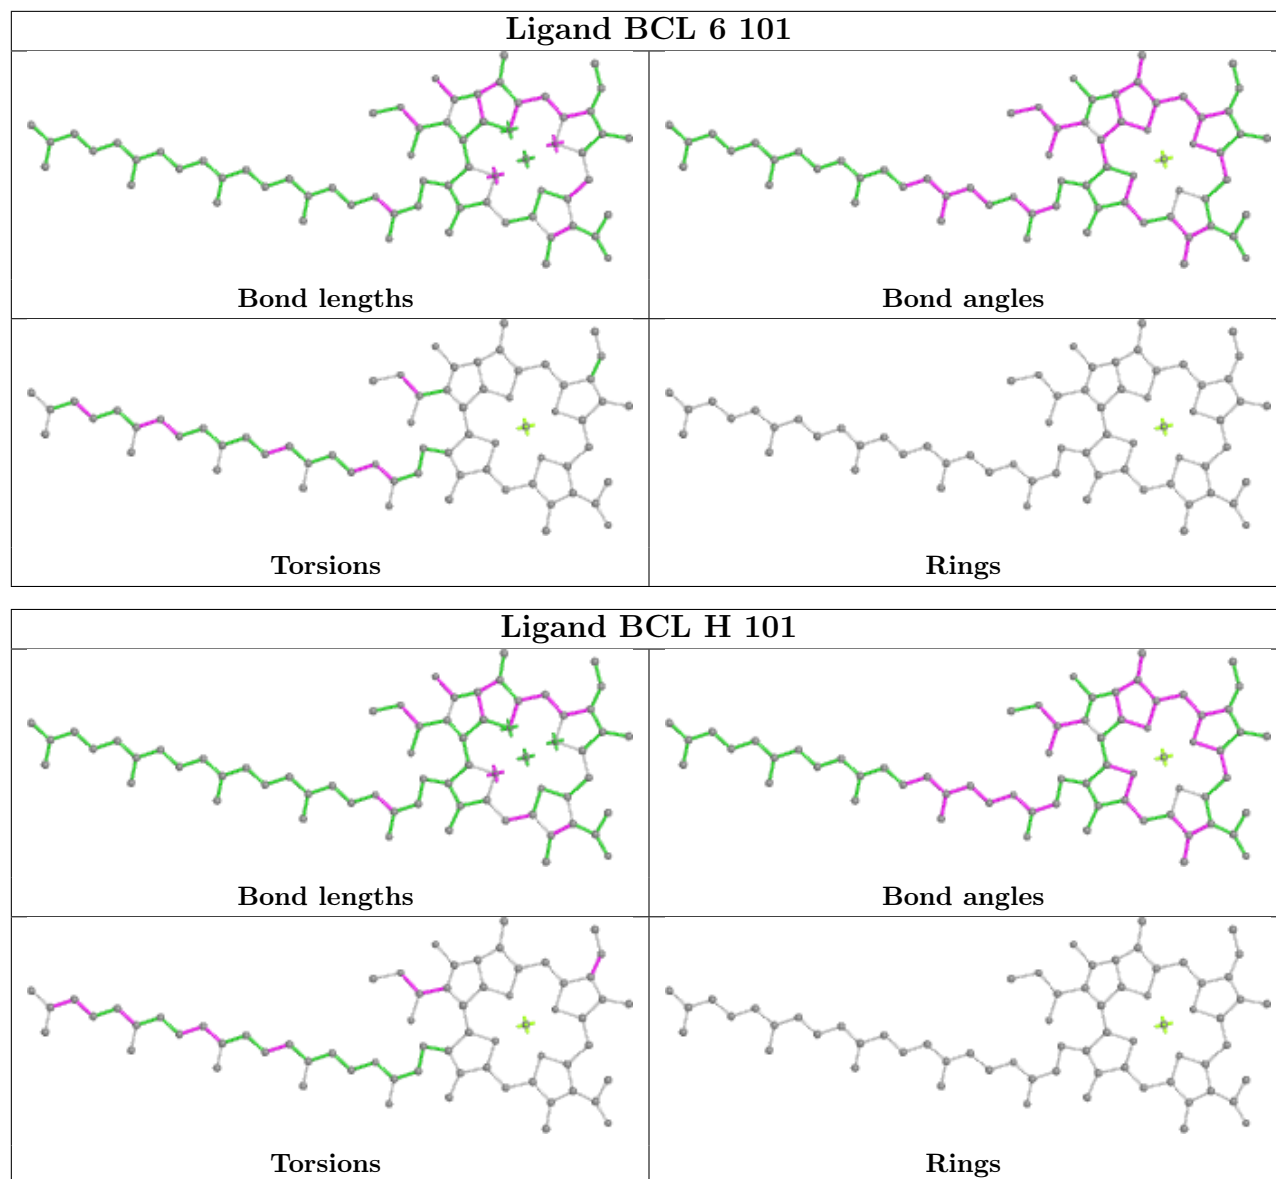 Ligand BCL 6 101
Bond lengths
Bond angles
Torsions
Rings
Ligand BCL H 101
Bond lengths
Bond angles
Torsions
Rings